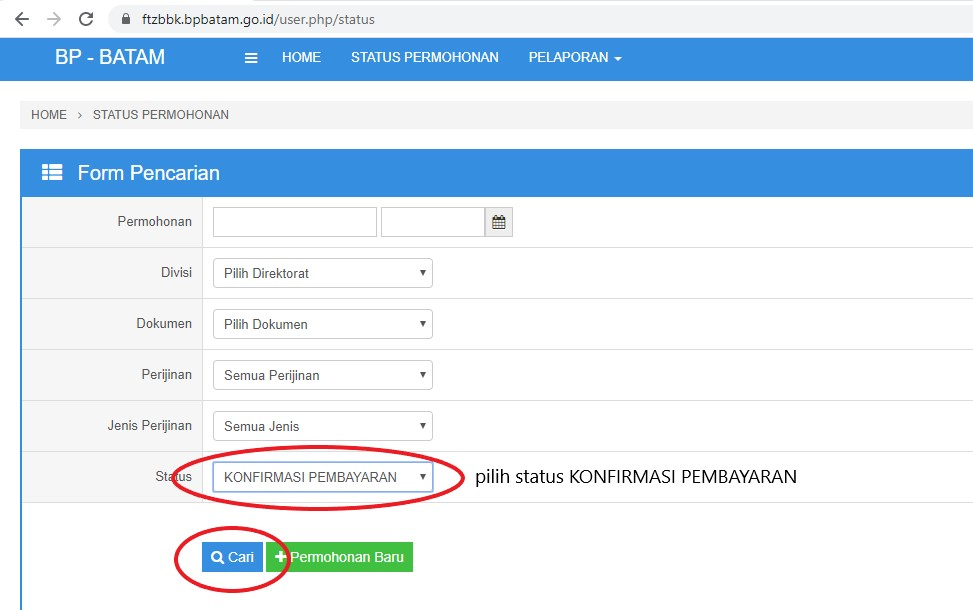 ftzbbk.bpbatam.go.id/user.php/status
BP - BATAM HOME STATUS PERMOHONAN PELAPORAN
HOME > STATUS PERMOHONAN
Form Pencarian
Permohonan
Divisi Pilih Direktorat
Dokumen Pilih Dokumen
Perijinan Semua Perijinan
Jenis Perijinan Semua Jenis
Status KONFIRMASI PEMBAYARAN pilih status KONFIRMASI PEMBAYARAN
Cari + Permohonan Baru